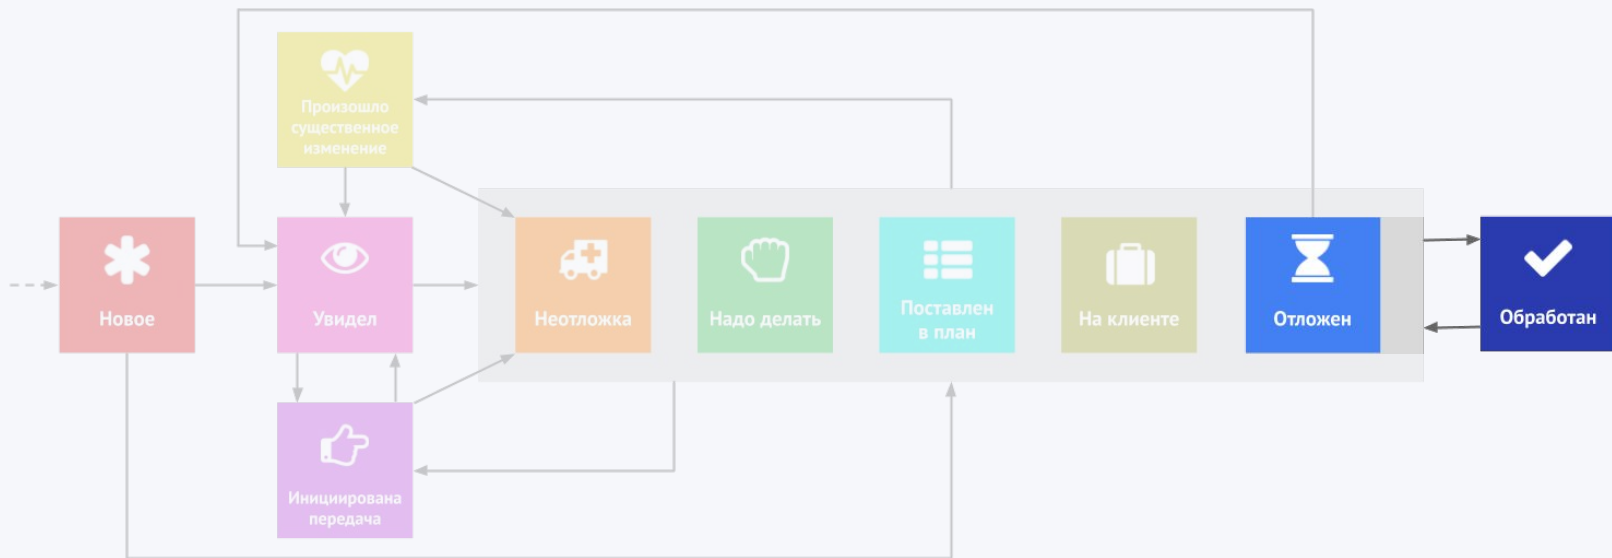 Произошло
существенное
изменение
Новое
Увидел
Неотложка
Надо делать
Поставлен
в план
На клиенте
Отложен
Обработан
Инициирована
передача